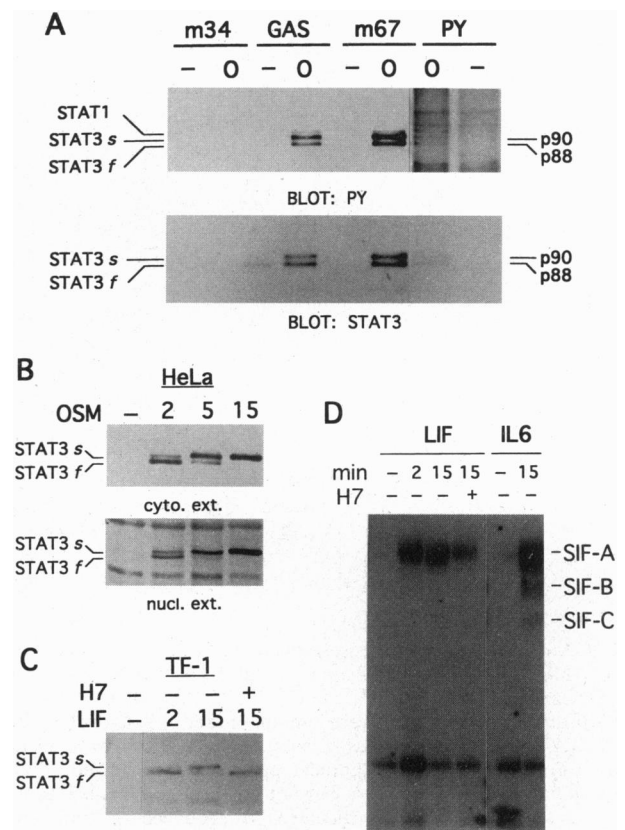 A
m34 GAS m67 PY
– O – O – O O –
STAT1
STAT3 s
STAT3 f
p90
p88
BLOT: PY
STAT3 s
STAT3 f
p90
p88
BLOT: STAT3
B
HeLa
OSM – 2 5 15
STAT3 s
STAT3 f
cyto. ext.
STAT3 s
STAT3 f
nucl. ext.
C
TF-1
H7 – – +
LIF – 2 15 15
STAT3 s
STAT3 f
D
LIF IL6
min – 2 15 15 – 15
H7 – – – + – –
–SIF-A
–SIF-B
–SIF-C